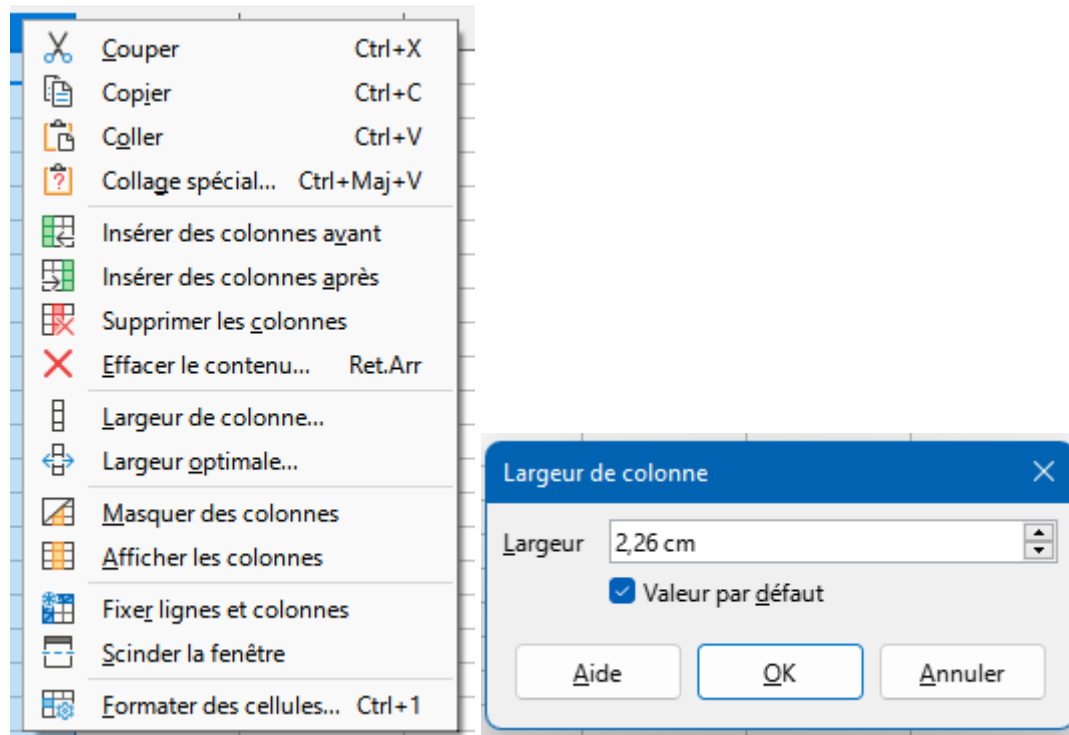 Couper Ctrl+X
Copier Ctrl+C
Coller Ctrl+V
Collage spécial... Ctrl+Maj+V
Insérer des colonnes avant
Insérer des colonnes après
Supprimer les colonnes
Effacer le contenu... Ret.Arr
Largeur de colonne...
Largeur optimale...
Masquer des colonnes
Afficher les colonnes
Fixer lignes et colonnes
Scinder la fenêtre
Formater des cellules... Ctrl+1
Largeur de colonne
Largeur 2,26 cm
Valeur par défaut
Aide OK Annuler